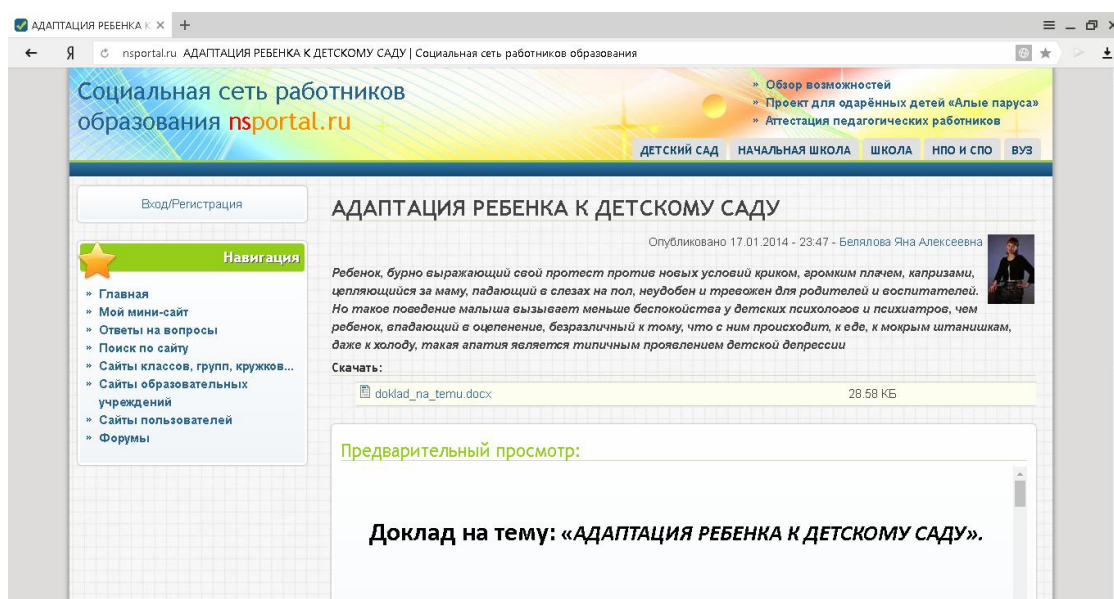 АДАПТАЦИЯ РЕБЕНКА К
nsportal.ru АДАПТАЦИЯ РЕБЕНКА К ДЕТСКОМУ САДУ | Социальная сеть работников образования
Социальная сеть работников
образования nsportal.ru
» Обзор возможностей
» Проект для одарённых детей «Алые паруса»
» Аттестация педагогических работников
ДЕТСКИЙ САД НАЧАЛЬНАЯ ШКОЛА ШКОЛА НПО И СПО ВУЗ
Вход/Регистрация
Навигация
» Главная
» Мой мини-сайт
» Ответы на вопросы
» Поиск по сайту
» Сайты классов, групп, кружков...
» Сайты образовательных
учреждений
» Сайты пользователей
» Форумы
АДАПТАЦИЯ РЕБЕНКА К ДЕТСКОМУ САДУ
Опубликовано 17.01.2014 - 23:47 - Белялова Яна Алексеевна
Ребенок, бурно выражающий свой протест против новых условий криком, громким плачем, капризами,
цепляющийся за маму, падающий в слезах на пол, неудобен и тревожен для родителей и воспитателей.
Но такое поведение малыша вызывает меньше беспокойства у детских психологов и психиатров, чем
ребенок, впадающий в оцепенение, безразличный к тому, что с ним происходит, к еде, к мокрым штанишкам,
даже к холоду, такая апатия является типичным проявлением детской депрессии
Скачать:
doklad_na_temu.docx 28.58 КБ
Предварительный просмотр:
Доклад на тему: «АДАПТАЦИЯ РЕБЕНКА К ДЕТСКОМУ САДУ».